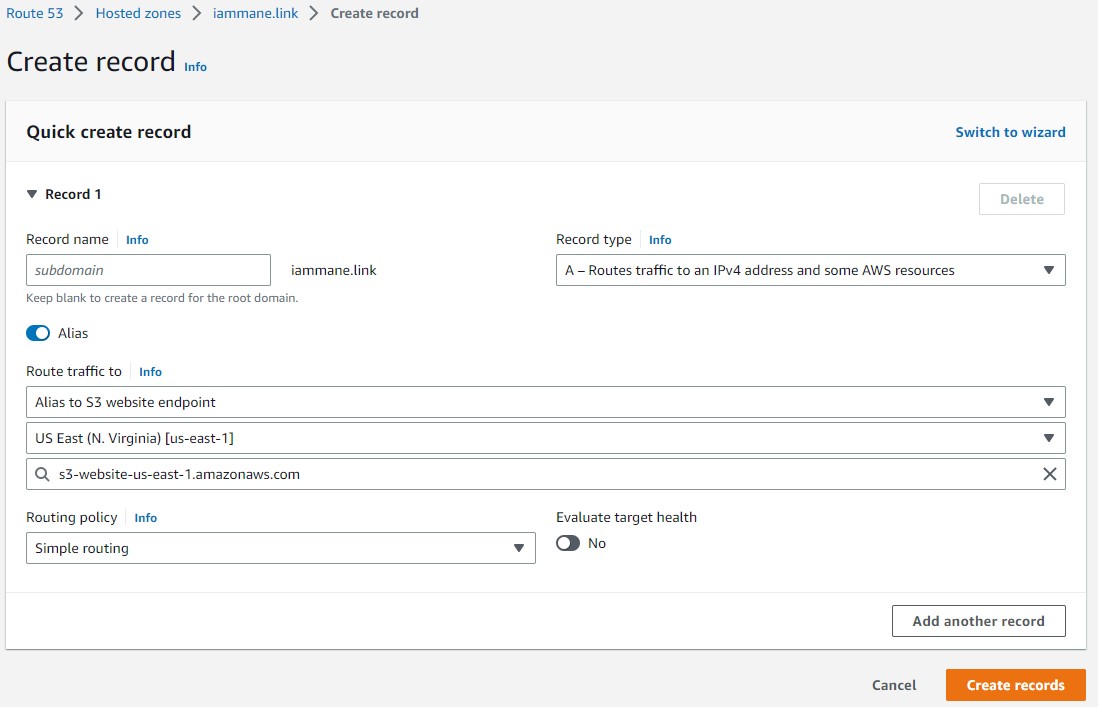 Route 53 > Hosted zones > iammane.link > Create record
Create record Info
Quick create record Switch to wizard
Record 1 Delete
Record name Info
subdomain iammane.link
Keep blank to create a record for the root domain.
Record type Info
A – Routes traffic to an IPv4 address and some AWS resources
Alias
Route traffic to Info
Alias to S3 website endpoint
US East (N. Virginia) [us-east-1]
s3-website-us-east-1.amazonaws.com
Routing policy Info
Simple routing
Evaluate target health
No
Add another record
Cancel Create records